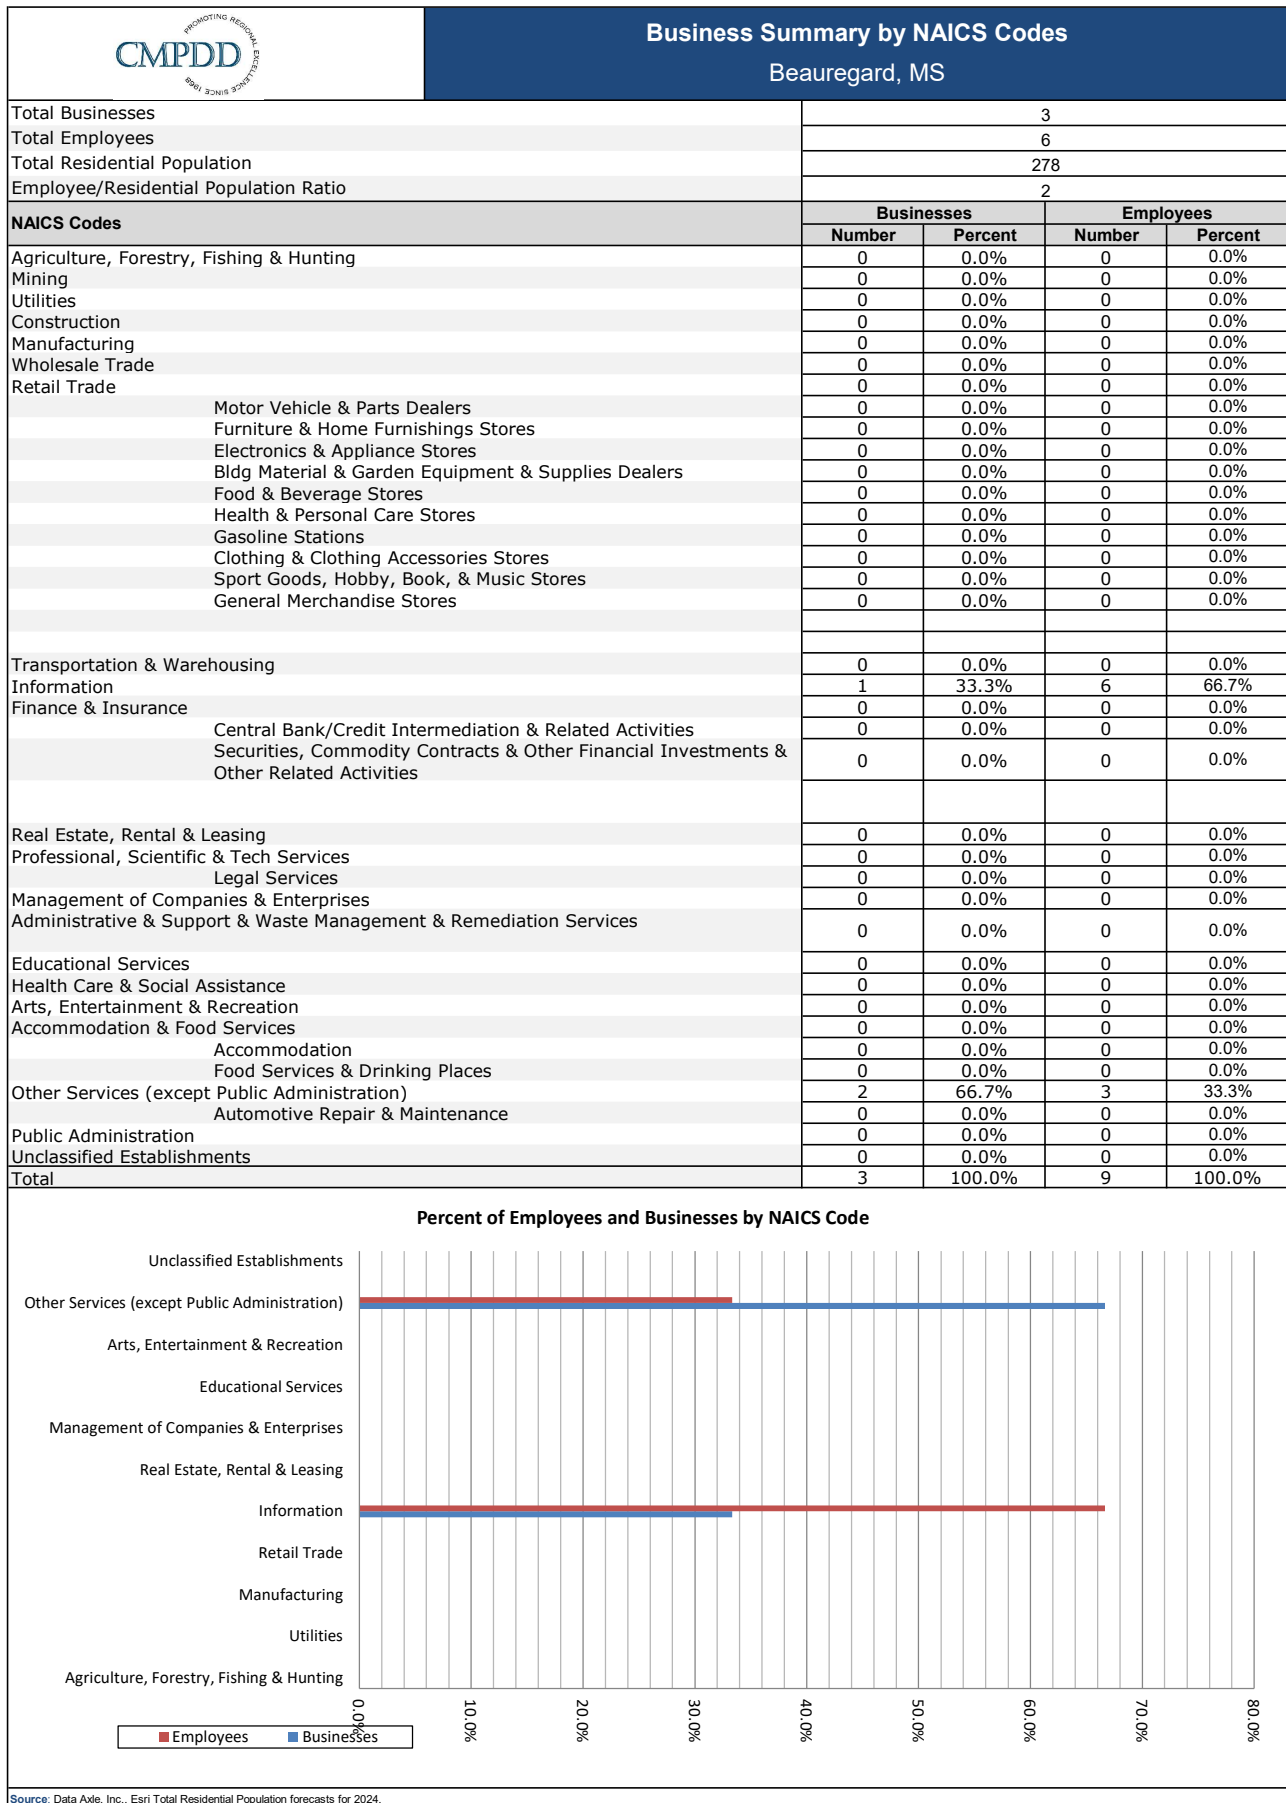 PROMOTING REGIONAL EXCELLENCE SINCE 1968
CMPDD
Business Summary by NAICS Codes
Beauregard, MS
Total Businesses 3
Total Employees 6
Total Residential Population 278
Employee/Residential Population Ratio 2
NAICS Codes Businesses Employees
Number Percent Number Percent
Agriculture, Forestry, Fishing & Hunting 0 0.0% 0 0.0%
Mining 0 0.0% 0 0.0%
Utilities 0 0.0% 0 0.0%
Construction 0 0.0% 0 0.0%
Manufacturing 0 0.0% 0 0.0%
Wholesale Trade 0 0.0% 0 0.0%
Retail Trade 0 0.0% 0 0.0%
Motor Vehicle & Parts Dealers 0 0.0% 0 0.0%
Furniture & Home Furnishings Stores 0 0.0% 0 0.0%
Electronics & Appliance Stores 0 0.0% 0 0.0%
Bldg Material & Garden Equipment & Supplies Dealers 0 0.0% 0 0.0%
Food & Beverage Stores 0 0.0% 0 0.0%
Health & Personal Care Stores 0 0.0% 0 0.0%
Gasoline Stations 0 0.0% 0 0.0%
Clothing & Clothing Accessories Stores 0 0.0% 0 0.0%
Sport Goods, Hobby, Book, & Music Stores 0 0.0% 0 0.0%
General Merchandise Stores 0 0.0% 0 0.0%
Transportation & Warehousing 0 0.0% 0 0.0%
Information 1 33.3% 6 66.7%
Finance & Insurance 0 0.0% 0 0.0%
Central Bank/Credit Intermediation & Related Activities 0 0.0% 0 0.0%
Securities, Commodity Contracts & Other Financial Investments &
Other Related Activities 0 0.0% 0 0.0%
Real Estate, Rental & Leasing 0 0.0% 0 0.0%
Professional, Scientific & Tech Services 0 0.0% 0 0.0%
Legal Services 0 0.0% 0 0.0%
Management of Companies & Enterprises 0 0.0% 0 0.0%
Administrative & Support & Waste Management & Remediation Services 0 0.0% 0 0.0%
Educational Services 0 0.0% 0 0.0%
Health Care & Social Assistance 0 0.0% 0 0.0%
Arts, Entertainment & Recreation 0 0.0% 0 0.0%
Accommodation & Food Services 0 0.0% 0 0.0%
Accommodation 0 0.0% 0 0.0%
Food Services & Drinking Places 0 0.0% 0 0.0%
Other Services (except Public Administration) 2 66.7% 3 33.3%
Automotive Repair & Maintenance 0 0.0% 0 0.0%
Public Administration 0 0.0% 0 0.0%
Unclassified Establishments 0 0.0% 0 0.0%
Total 3 100.0% 9 100.0%
Percent of Employees and Businesses by NAICS Code
Unclassified Establishments
Other Services (except Public Administration)
Arts, Entertainment & Recreation
Educational Services
Management of Companies & Enterprises
Real Estate, Rental & Leasing
Information
Retail Trade
Manufacturing
Utilities
Agriculture, Forestry, Fishing & Hunting
0.0% 10.0% 20.0% 30.0% 40.0% 50.0% 60.0% 70.0% 80.0%
Employees Businesses
Source: Data Axle, Inc., Esri Total Residential Population forecasts for 2024.